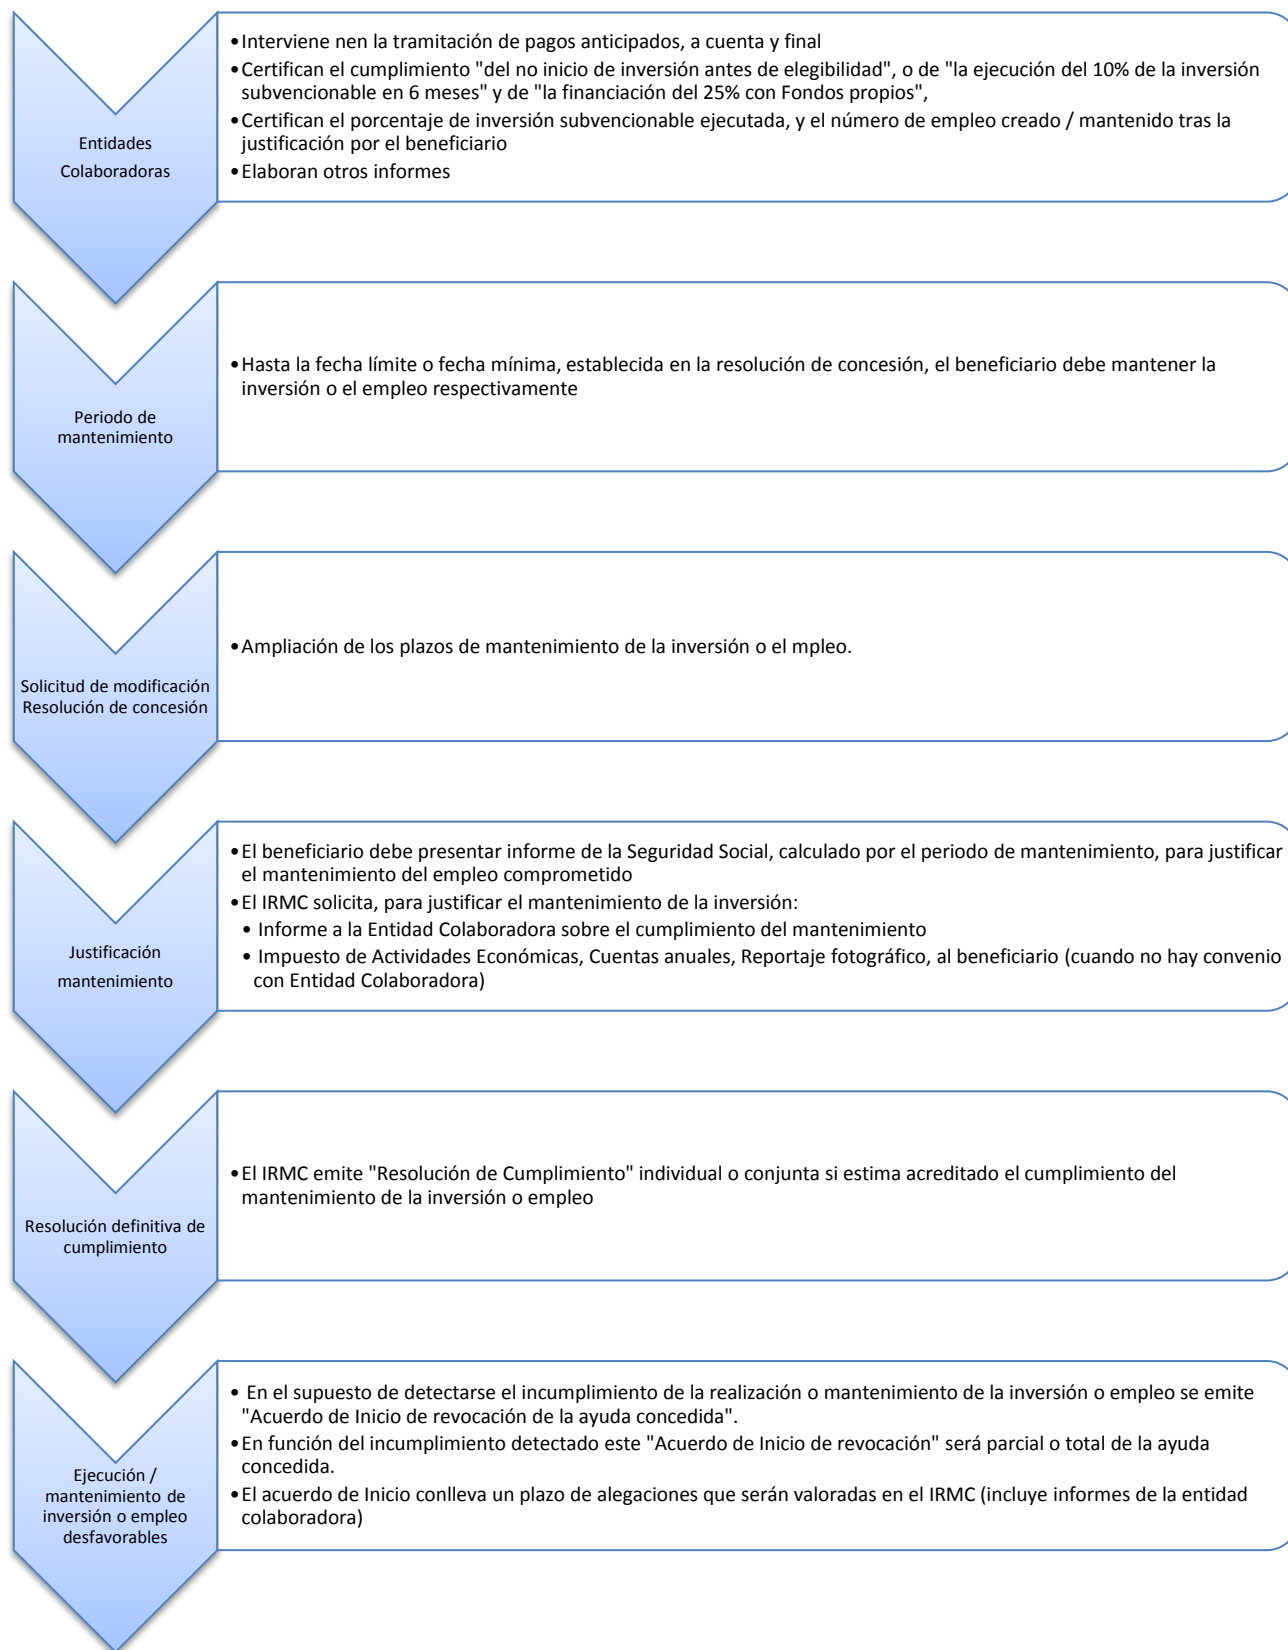 Entidades
Colaboradoras
•Interviene nen la tramitación de pagos anticipados, a cuenta y final
•Certifican el cumplimiento "del no inicio de inversión antes de elegibilidad", o de "la ejecución del 10% de la inversión
subvencionable en 6 meses" y de "la financiación del 25% con Fondos propios",
•Certifican el porcentaje de inversión subvencionable ejecutada, y el número de empleo creado / mantenido tras la
justificación por el beneficiario
•Elaboran otros informes
Periodo de
mantenimiento
•Hasta la fecha límite o fecha mínima, establecida en la resolución de concesión, el beneficiario debe mantener la
inversión o el empleo respectivamente
Solicitud de modificación
Resolución de concesión
•Ampliación de los plazos de mantenimiento de la inversión o el mpleo.
Justificación
mantenimiento
•El beneficiario debe presentar informe de la Seguridad Social, calculado por el periodo de mantenimiento, para justificar
el mantenimiento del empleo comprometido
•El IRMC solicita, para justificar el mantenimiento de la inversión:
• Informe a la Entidad Colaboradora sobre el cumplimiento del mantenimiento
• Impuesto de Actividades Económicas, Cuentas anuales, Reportaje fotográfico, al beneficiario (cuando no hay convenio
con Entidad Colaboradora)
Resolución definitiva de
cumplimiento
•El IRMC emite "Resolución de Cumplimiento" individual o conjunta si estima acreditado el cumplimiento del
mantenimiento de la inversión o empleo
Ejecución /
mantenimiento de
inversión o empleo
desfavorables
• En el supuesto de detectarse el incumplimiento de la realización o mantenimiento de la inversión o empleo se emite
"Acuerdo de Inicio de revocación de la ayuda concedida".
•En función del incumplimiento detectado este "Acuerdo de Inicio de revocación" será parcial o total de la ayuda
concedida.
•El acuerdo de Inicio conlleva un plazo de alegaciones que serán valoradas en el IRMC (incluye informes de la entidad
colaboradora)